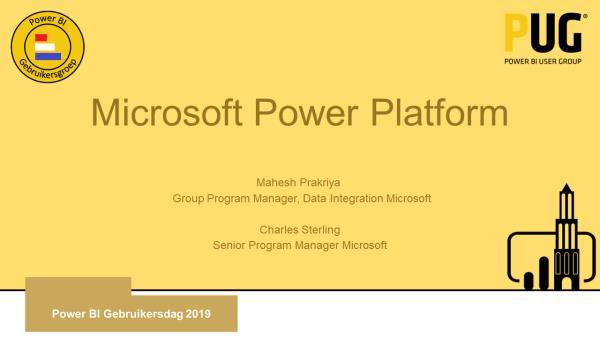 Power BI
Gebruikersgroep
PUG®
POWER BI USER GROUP
Microsoft Power Platform
Mahesh Prakriya
Group Program Manager, Data Integration Microsoft
Charles Sterling
Senior Program Manager Microsoft
Power BI Gebruikersdag 2019